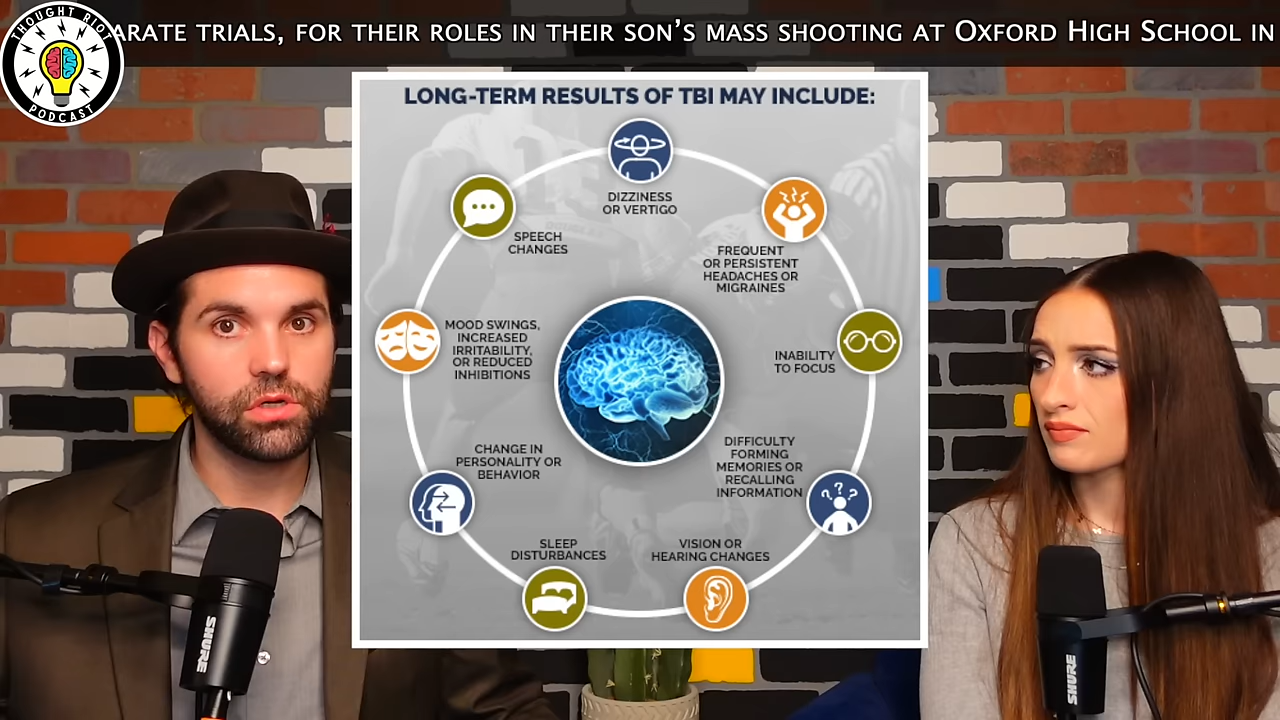 THOUGHT RIOT
PODCAST
ARATE TRIALS, FOR THEIR ROLES IN THEIR SON'S MASS SHOOTING AT OXFORD HIGH SCHOOL IN
LONG-TERM RESULTS OF TBI MAY INCLUDE:
DIZZINESS
OR VERTIGO
SPEECH
CHANGES
FREQUENT
OR PERSISTENT
HEADACHES OR
MIGRAINES
MOOD SWINGS,
INCREASED
IRRITABILITY,
OR REDUCED
INHIBITIONS
INABILITY
TO FOCUS
CHANGE IN
PERSONALITY OR
BEHAVIOR
DIFFICULTY
FORMING
MEMORIES OR
RECALLING
INFORMATION
SLEEP
DISTURBANCES
VISION OR
HEARING CHANGES
? ? ?
SHURE
SHURE